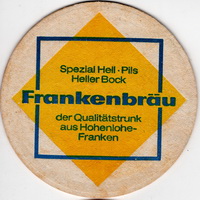 Spezial Hell · Pils
Heller Bock
Frankenbräu
der Qualitätstrunk
aus Hohenlohe-
Franken